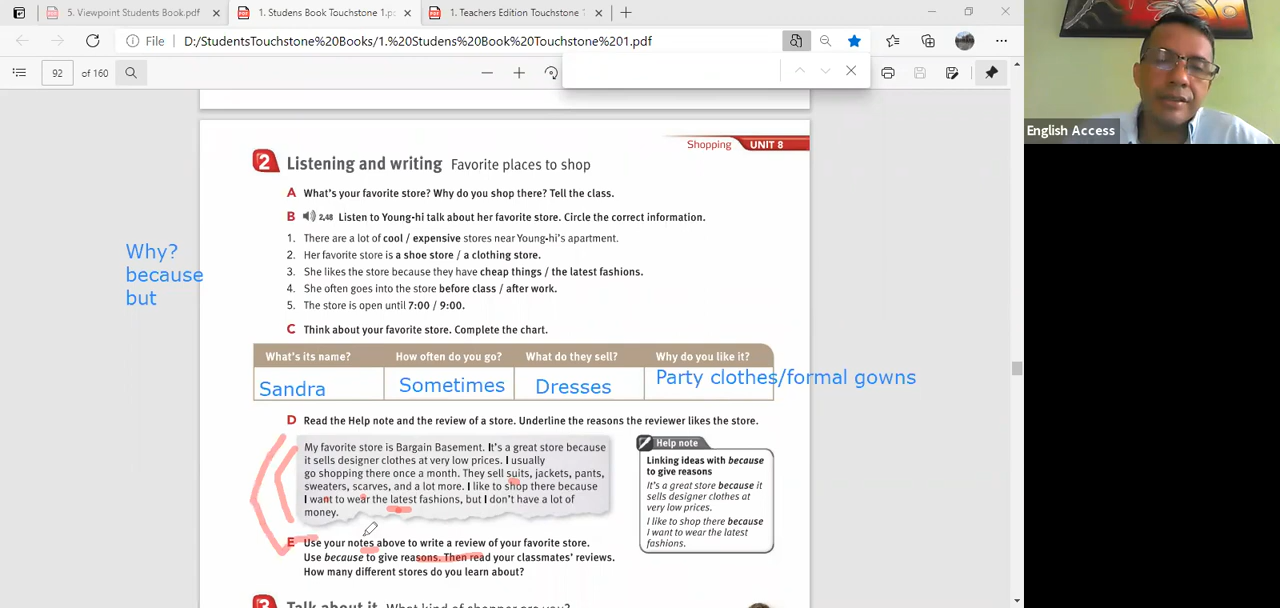 5. Viewpoint Students Book.pdf
1. Studens Book Touchstone 1.p
1. Teachers Edition Touchstone
File
D:/StudentsTouchstone%20Books/1.%20Studens%20Book%20Touchstone%201.pdf
92
of 160
English Access
Shopping UNIT 8
2 Listening and writing Favorite places to shop
A What's your favorite store? Why do you shop there? Tell the class.
B 2.48 Listen to Young-hi talk about her favorite store. Circle the correct information.
1. There are a lot of cool / expensive stores near Young-hi's apartment.
2. Her favorite store is a shoe store / a clothing store.
3. She likes the store because they have cheap things / the latest fashions.
4. She often goes into the store before class / after work.
5. The store is open until 7:00 / 9:00.
Why?
because
but
C Think about your favorite store. Complete the chart.
What's its name? How often do you go? What do they sell? Why do you like it?
Sandra Sometimes Dresses Party clothes/formal gowns
D Read the Help note and the review of a store. Underline the reasons the reviewer likes the store.
My favorite store is Bargain Basement. It's a great store because
it sells designer clothes at very low prices. I usually
go shopping there once a month. They sell suits, jackets, pants,
sweaters, scarves, and a lot more. I like to shop there because
I want to wear the latest fashions, but I don't have a lot of
money.
Help note
Linking ideas with because
to give reasons
It's a great store because it
sells designer clothes at
very low prices.
I like to shop there because
I want to wear the latest
fashions.
E Use your notes above to write a review of your favorite store.
Use because to give reasons. Then read your classmates' reviews.
How many different stores do you learn about?
3 Talk about it What kind of shopper are you?